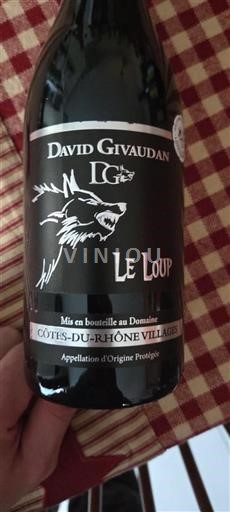 DAVID GIVAUDAN
DG
VINIOU
LE LOUP
Mis en bouteille au Domaine
CÔTES-DU-RHÔNE VILLAGES
Appellation d'Origine Protégée